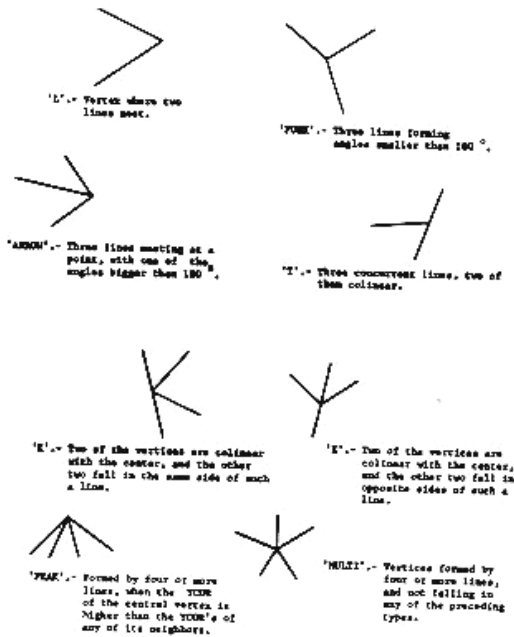 'L'.- Vertex where two
lines meet.
'FORK'.- Three lines forming
angles smaller than 180 °.
'ARROW'.- Three lines meeting at a
point, with one of the
angles bigger than 180 °.
'T'.- Three concurrent lines, two of
them colinear.
'K'.- Two of the vertices are colinear
with the center, and the other
two fall in the same side of such
a line.
'X'.- Two of the vertices are
colinear with the center,
and the other two fall in
opposite sides of such a
line.
'PEAK'.- Formed by four or more
lines, when the YCOR
of the central vertex is
higher than the YCOR's of
any of its neighbors.
'MULTI'.- Vertices formed by
four or more lines,
and not falling in
any of the preceding
types.